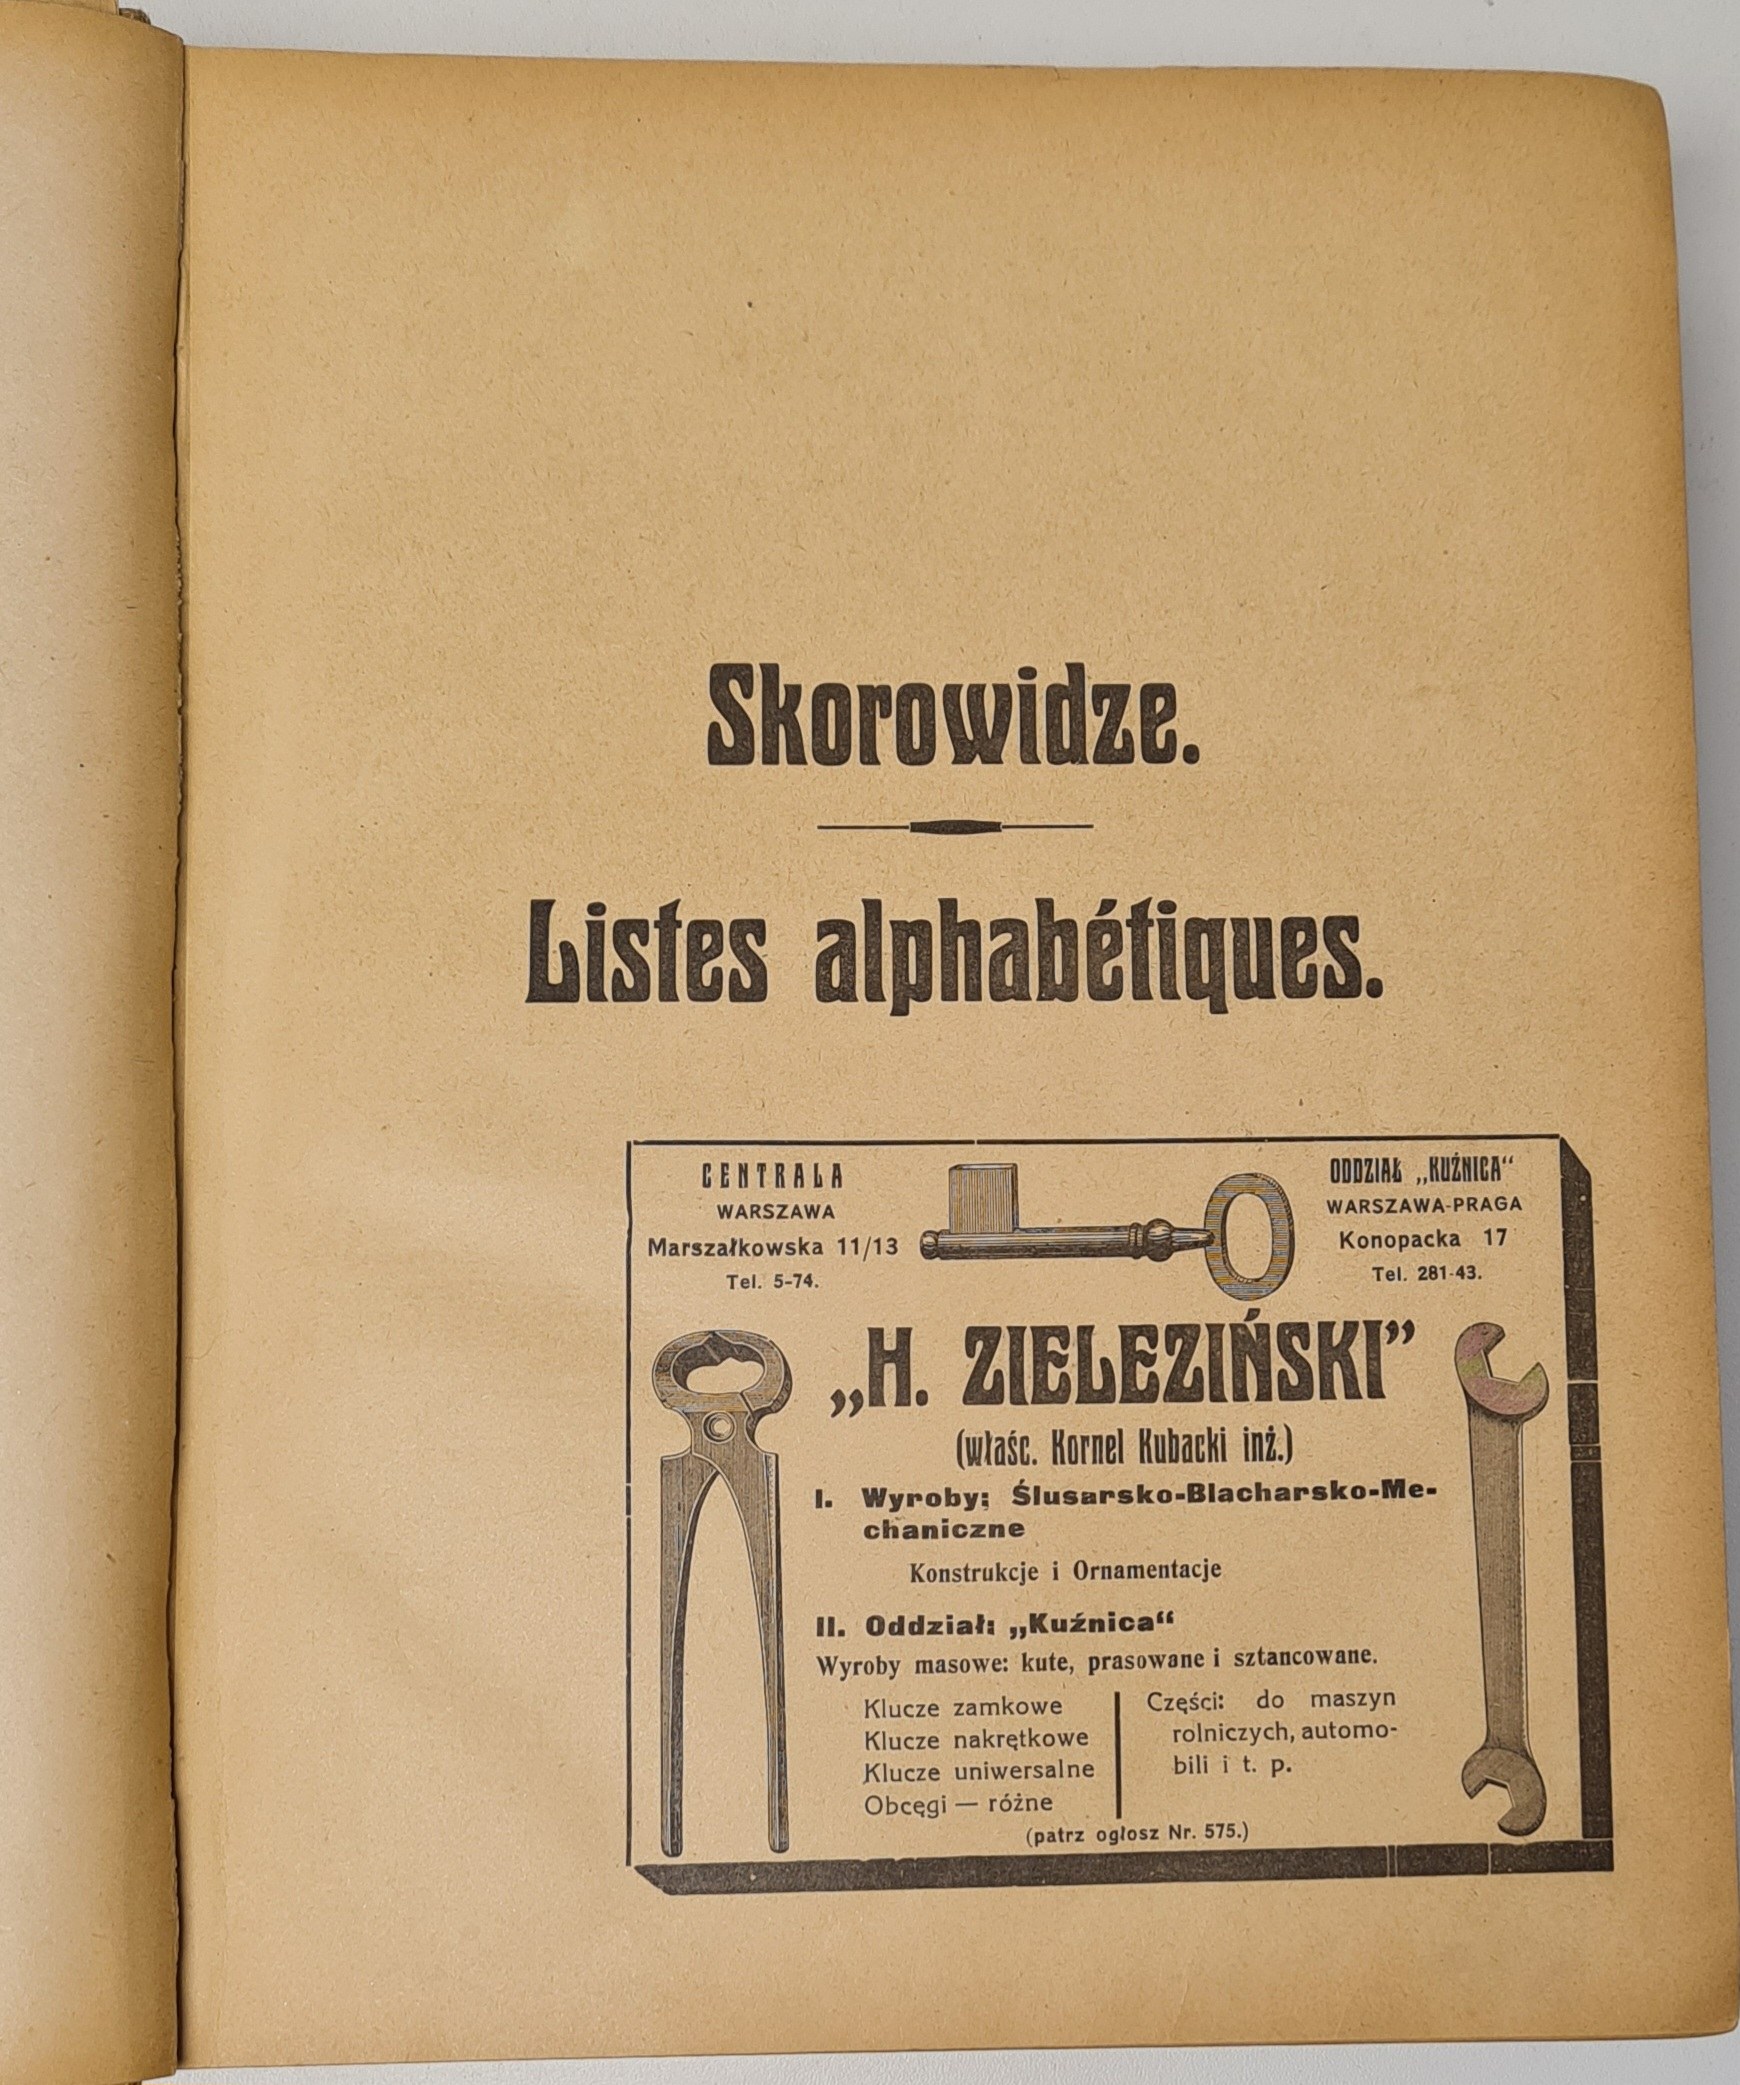 Skorowidze.
Listes alphabétiques.
CENTRALA
WARSZAWA
Marszałkowska 11/13
Tel. 5-74.
ODDZIAŁ „KUŹNICA“
WARSZAWA-PRAGA
Konopacka 17
Tel. 281-43.
„H. ZIELEZIŃSKI”
(właśc. Kornel Kubacki inż.)
I. Wyroby: Ślusarsko-Blacharsko-Me-
chaniczne
Konstrukcje i Ornamentacje
II. Oddział: „Kuźnica“
Wyroby masowe: kute, prasowane i sztancowane.
Klucze zamkowe
Klucze nakrętkowe
Klucze uniwersalne
Obcęgi — różne
Części: do maszyn
rolniczych, automo-
bili i t. p.
(patrz ogłosz Nr. 575.)